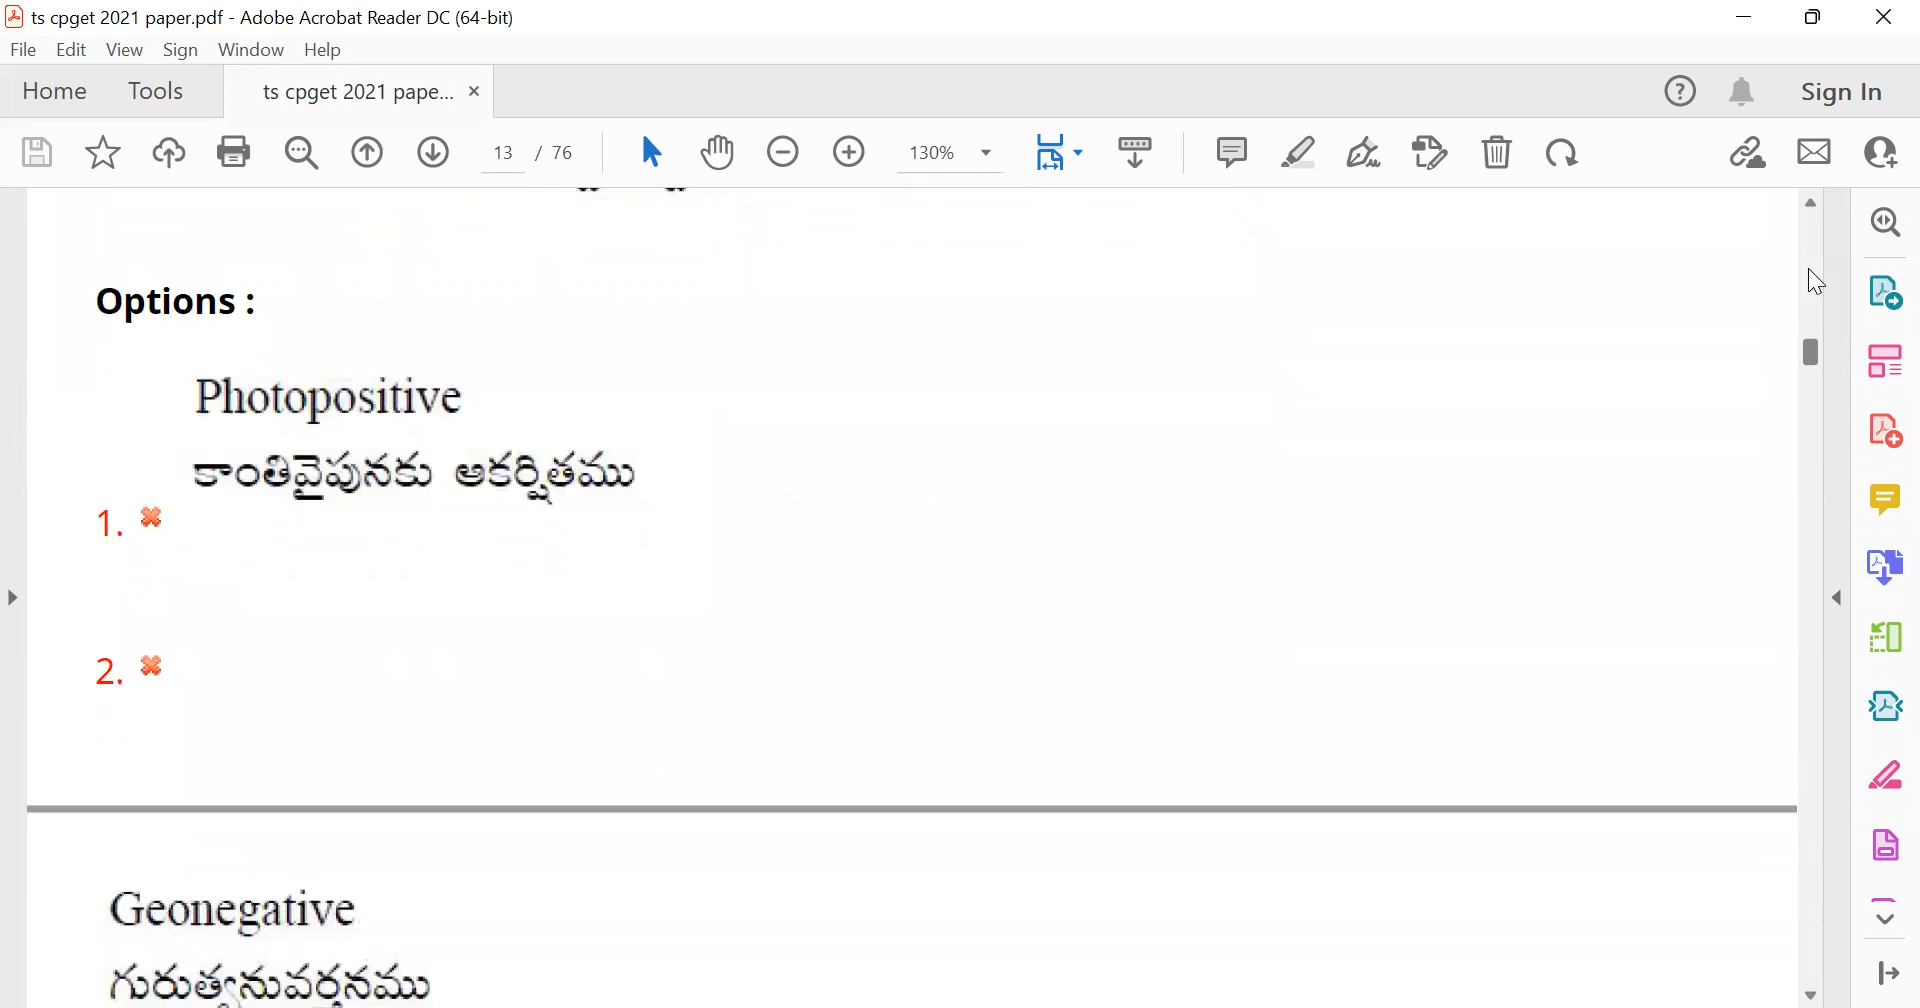 ts cpget 2021 paper.pdf - Adobe Acrobat Reader DC (64-bit)
File Edit View Sign Window Help
Home Tools ts cpget 2021 pape... × Sign In
13 / 76 130%
Options :
Photopositive
కాంతివైపునకు ఆకర్షితము
1.
2.
Geonegative
గురుత్వనువర్తనము